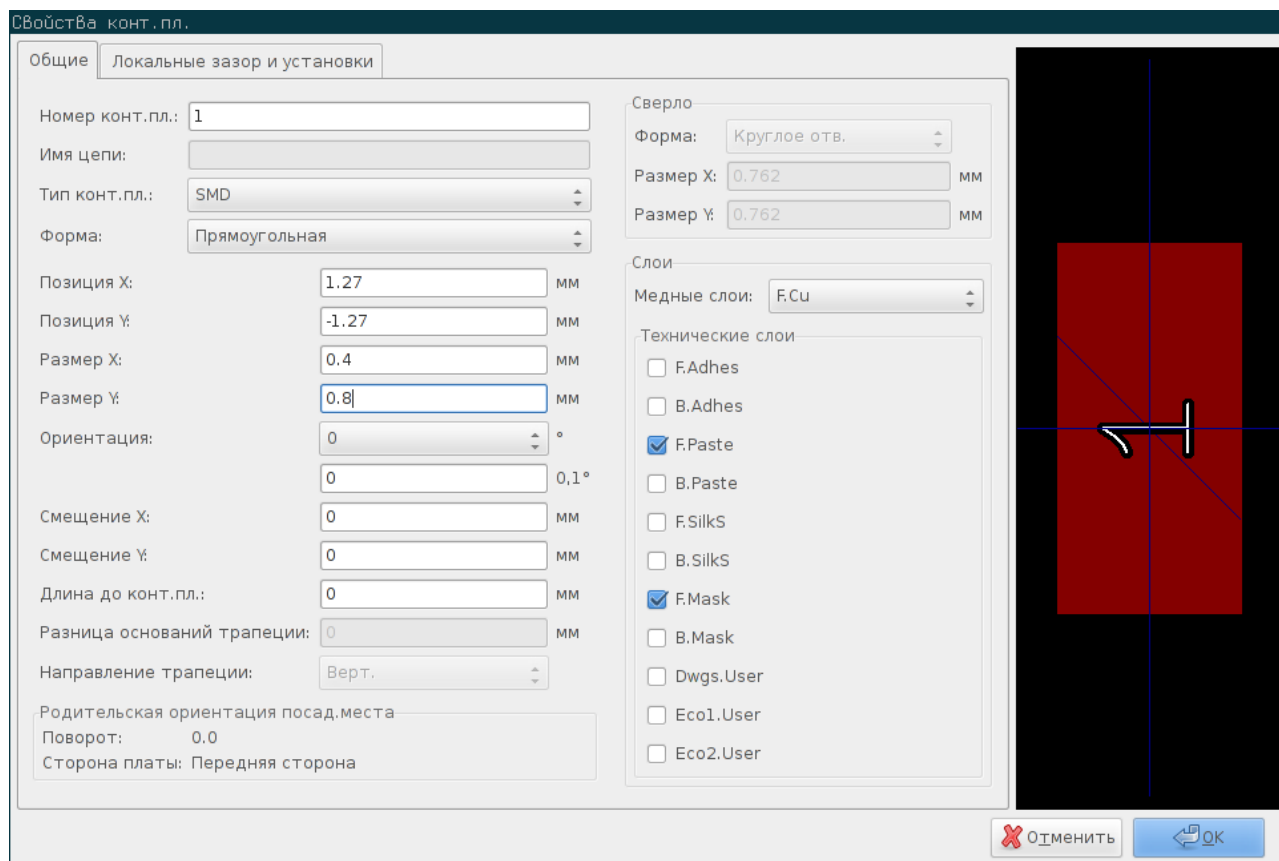 Свойства конт.пл.
Общие
Локальные зазор и установки
Номер конт.пл.: 1
Имя цепи:
Тип конт.пл.: SMD
Форма: Прямоугольная
Позиция X: 1.27 мм
Позиция Y: -1.27 мм
Размер X: 0.4 мм
Размер Y: 0.8 мм
Ориентация: 0 °
0 0,1°
Смещение X: 0 мм
Смещение Y: 0 мм
Длина до конт.пл.: 0 мм
Разница оснований трапеции: 0 мм
Направление трапеции: Верт.
Родительская ориентация посад.места
Поворот: 0.0
Сторона платы: Передняя сторона
Сверло
Форма: Круглое отв.
Размер X: 0.762 мм
Размер Y: 0.762 мм
Слои
Медные слои: F.Cu
Технические слои
F.Adhes
B.Adhes
F.Paste
B.Paste
F.SilkS
B.SilkS
F.Mask
B.Mask
Dwgs.User
Eco1.User
Eco2.User
1
Отменить
OK